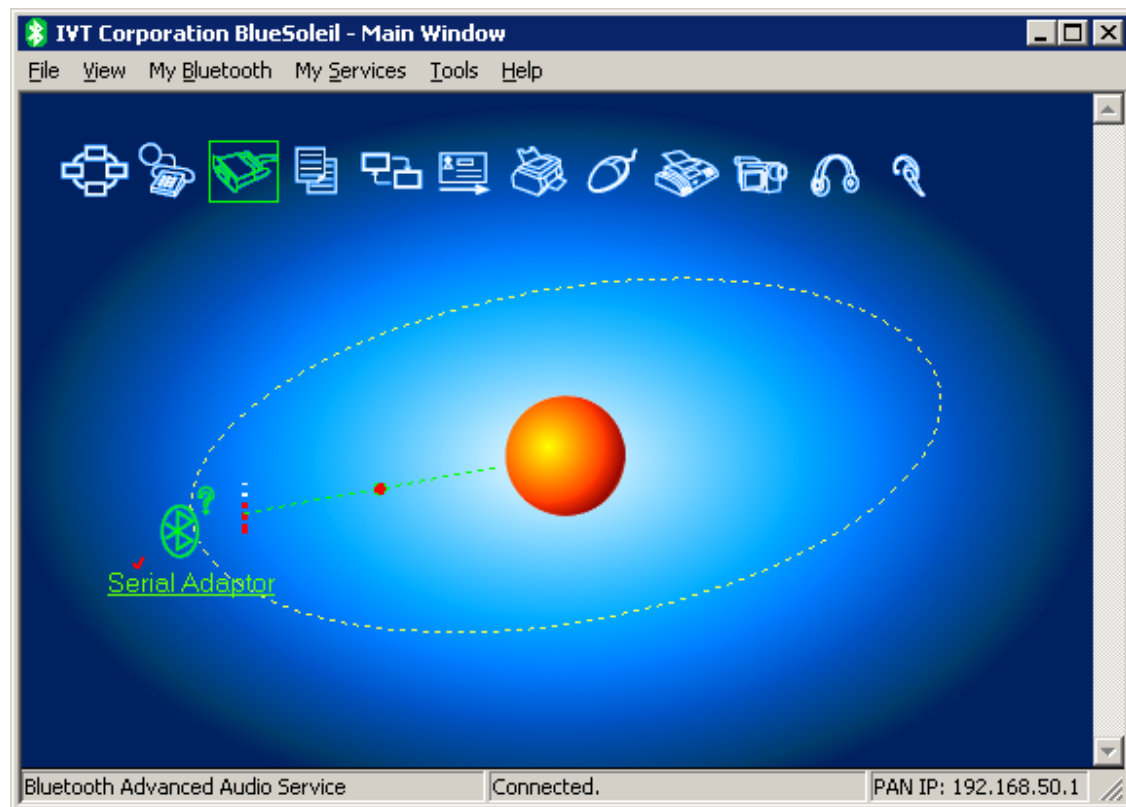 IVT Corporation BlueSoleil - Main Window
File View My Bluetooth My Services Tools Help
?
Serial Adaptor
Bluetooth Advanced Audio Service Connected. PAN IP: 192.168.50.1